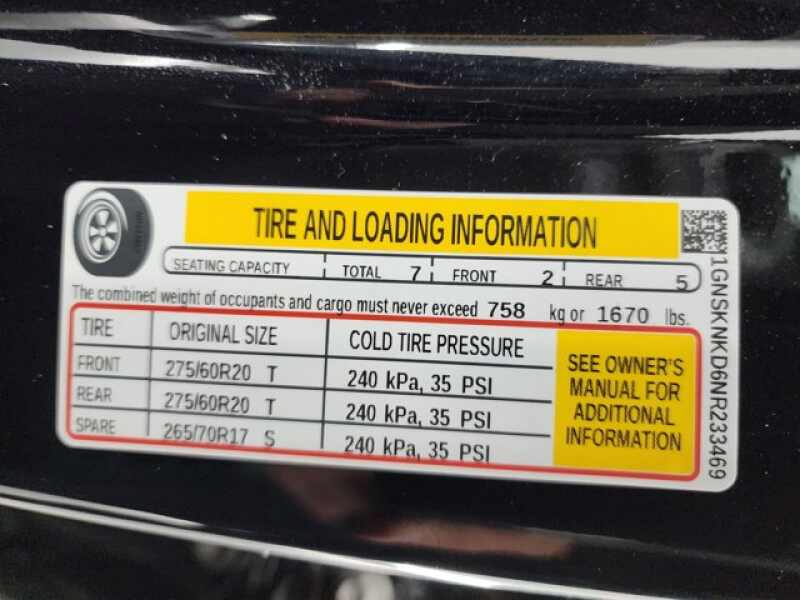 TIRE AND LOADING INFORMATION
SEATING CAPACITY TOTAL 7 FRONT 2 REAR 5
The combined weight of occupants and cargo must never exceed 758 kg or 1670 lbs.
TIRE ORIGINAL SIZE COLD TIRE PRESSURE
FRONT 275/60R20 T 240 kPa, 35 PSI
REAR 275/60R20 T 240 kPa, 35 PSI
SPARE 265/70R17 S 240 kPa, 35 PSI
SEE OWNER'S
MANUAL FOR
ADDITIONAL
INFORMATION
1GNSKNKD6NR233469